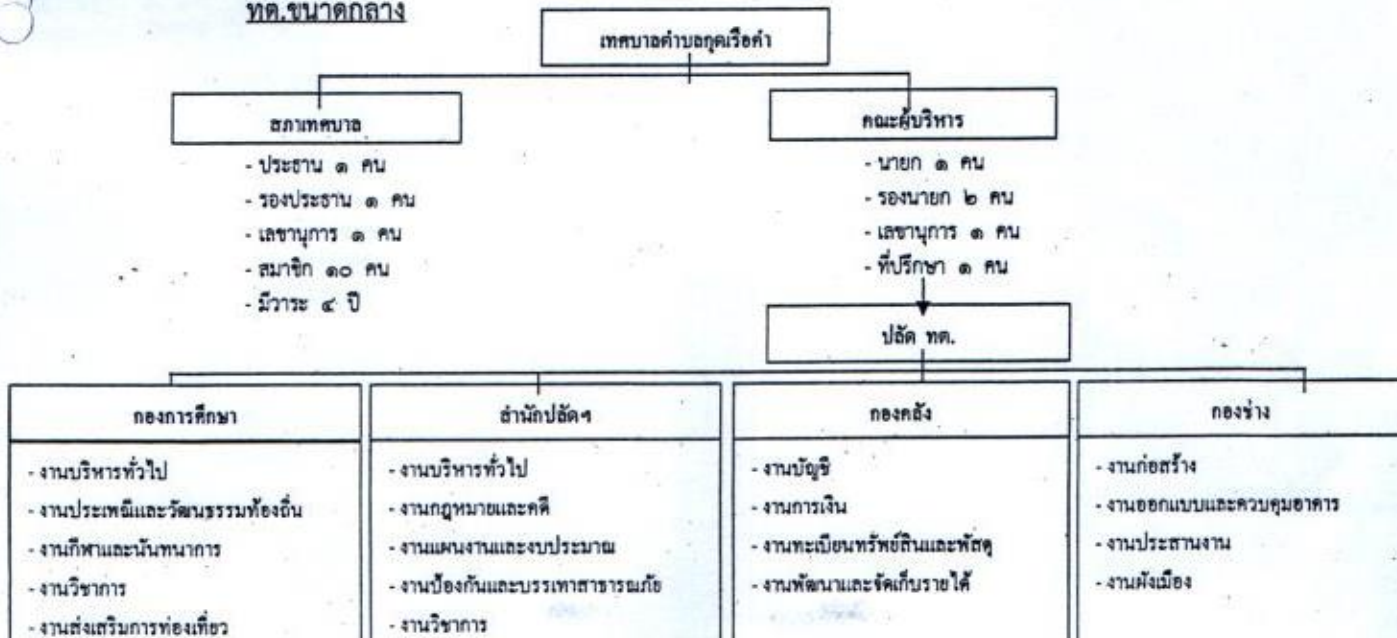 ทต.ขนาดกลาง
เทศบาลตำบลกุดเรือคำ
สภาเทศบาล
- ประธาน ๑ คน
- รองประธาน ๑ คน
- เลขานุการ ๑ คน
- สมาชิก ๑๐ คน
- มีวาระ ๔ ปี
คณะผู้บริหาร
- นายก ๑ คน
- รองนายก ๒ คน
- เลขานุการ ๑ คน
- ที่ปรึกษา ๑ คน
ปลัด ทต.
กองการศึกษา
- งานบริหารทั่วไป
- งานประเพณีและวัฒนธรรมท้องถิ่น
- งานกีฬาและนันทนาการ
- งานวิชาการ
- งานส่งเสริมการท่องเที่ยว
สำนักปลัดฯ
- งานบริหารทั่วไป
- งานกฎหมายและคดี
- งานแผนงานและงบประมาณ
- งานป้องกันและบรรเทาสาธารณภัย
- งานวิชาการ
กองคลัง
- งานบัญชี
- งานการเงิน
- งานทะเบียนทรัพย์สินและพัสดุ
- งานพัฒนาและจัดเก็บรายได้
กองช่าง
- งานก่อสร้าง
- งานออกแบบและควบคุมอาคาร
- งานประสานงาน
- งานผังเมือง